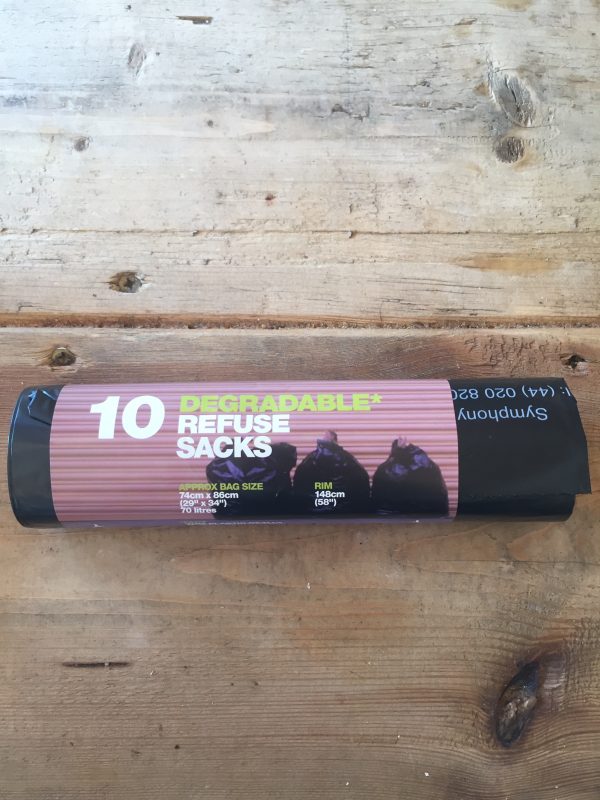 10
DEGRADABLE*
REFUSE
SACKS
APPROX BAG SIZE
74cm x 86cm
(29" x 34")
70 litres
RIM
148cm
(58")
Symphony
(44) 020 820